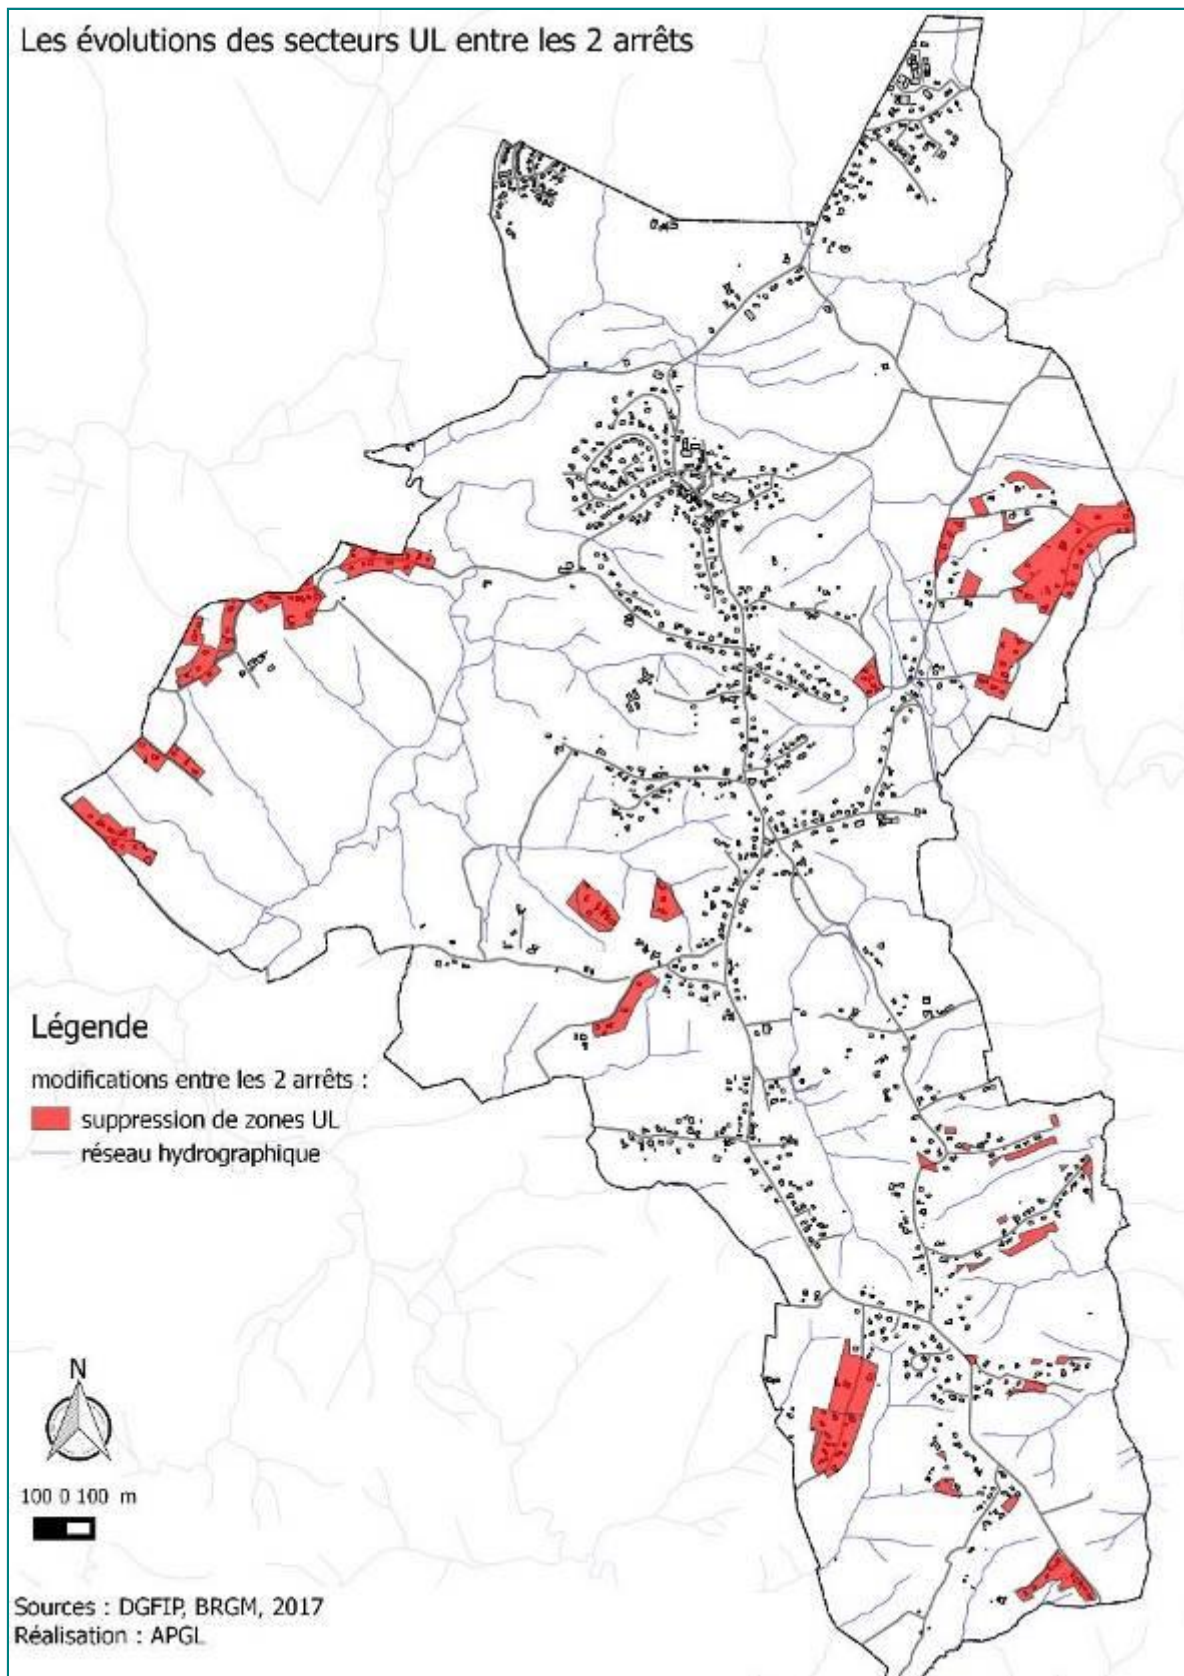 Les évolutions des secteurs UL entre les 2 arrêts
Légende
modifications entre les 2 arrêts :
suppression de zones UL
réseau hydrographique
N
100 0 100 m
Sources : DGFIP, BRGM, 2017
Réalisation : APGL